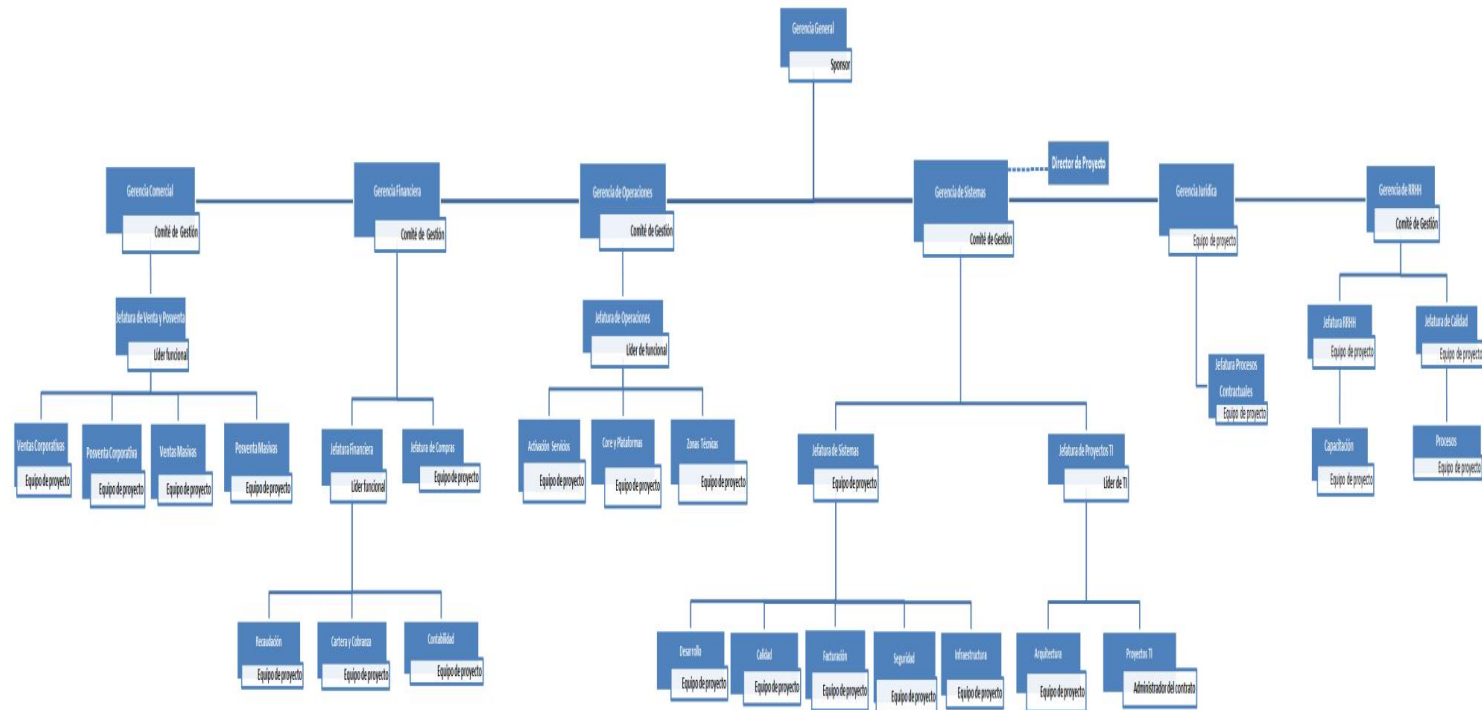 Gerencia General
Sponsor
Director de Proyecto
Gerencia Comercial
Comité de Gestión
Gerencia Financiera
Comité de Gestión
Gerencia de Operaciones
Comité de Gestión
Gerencia de Sistemas
Comité de Gestión
Gerencia Jurídica
Equipo de proyecto
Gerencia de RRHH
Comité de Gestión
Jefatura de Venta y Posventa
Líder funcional
Jefatura de Operaciones
Líder de funcional
Jefatura Procesos
Contractuales
Equipo de proyecto
Jefatura RRHH
Equipo de proyecto
Jefatura de Calidad
Equipo de proyecto
Ventas Corporativas
Equipo de proyecto
Posventa Corporativa
Equipo de proyecto
Ventas Masivas
Equipo de proyecto
Posventa Masivas
Equipo de proyecto
Jefatura Financiera
Líder funcional
Jefatura de Compras
Equipo de proyecto
Activación Servicios
Equipo de proyecto
Core y Plataformas
Equipo de proyecto
Zonas Técnicas
Equipo de proyecto
Jefatura de Sistemas
Equipo de proyecto
Jefatura de Proyectos TI
Líder de TI
Capacitación
Equipo de proyecto
Procesos
Equipo de proyecto
Recaudación
Equipo de proyecto
Cartera y Cobranza
Equipo de proyecto
Contabilidad
Equipo de proyecto
Desarrollo
Equipo de proyecto
Calidad
Equipo de proyecto
Facturación
Equipo de proyecto
Seguridad
Equipo de proyecto
Infraestructura
Equipo de proyecto
Arquitectura
Equipo de proyecto
Proyectos TI
Administrador del contrato